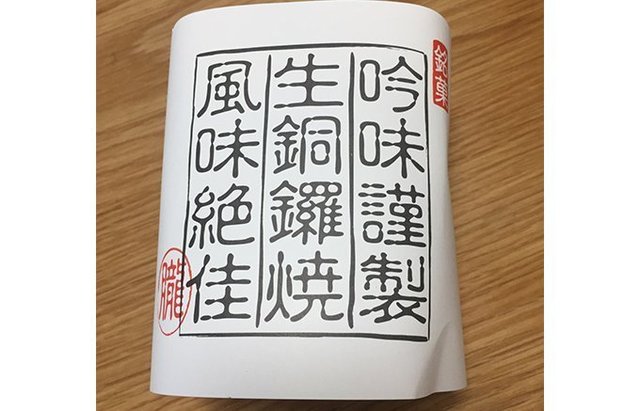 銘菓
吟味謹製
生銅鑼焼
風味絶佳
朧